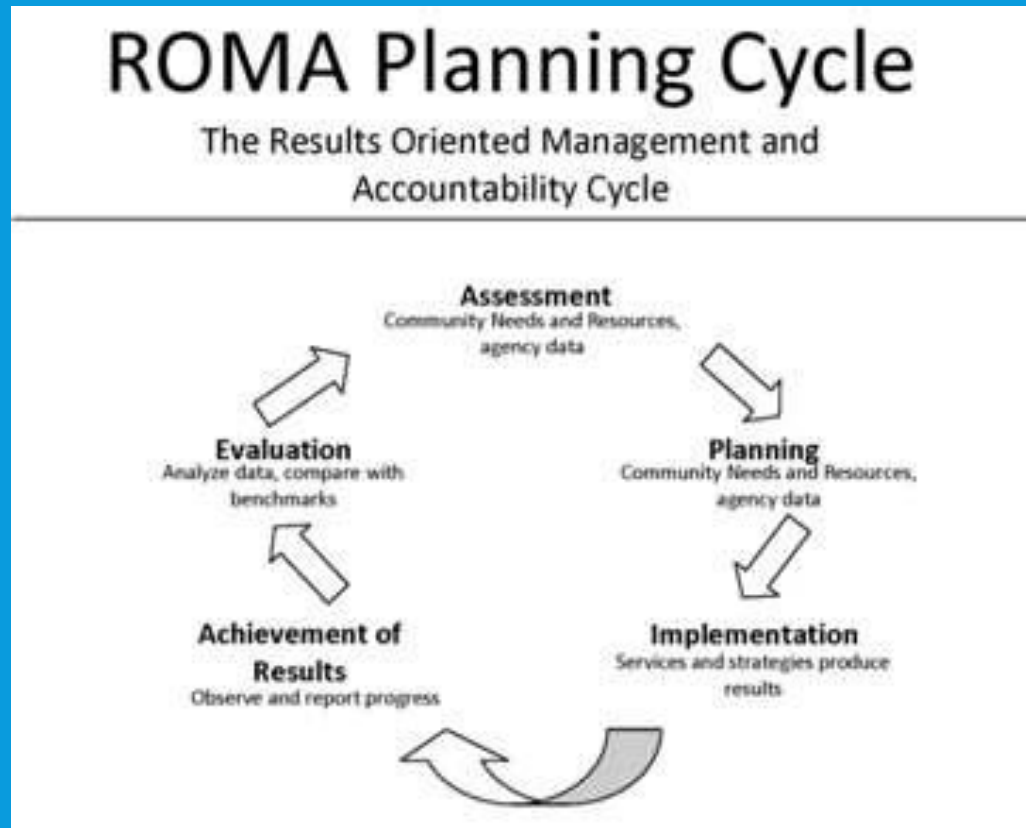 ROMA Planning Cycle
The Results Oriented Management and
Accountability Cycle
Assessment
Community Needs and Resources,
agency data
Planning
Community Needs and Resources,
agency data
Implementation
Services and strategies produce
results
Achievement of
Results
Observe and report progress
Evaluation
Analyze data, compare with
benchmarks